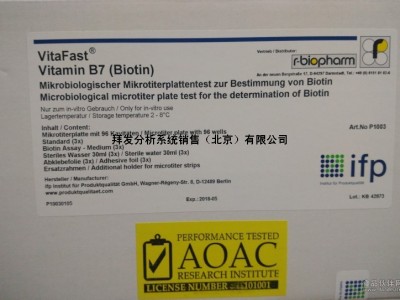 VitaFast®
Vitamin B7 (Biotin)
Vertrieb / Distributor:
r-biopharm
Mikrobiologischer Mikrotiterplattentest zur Bestimmung von Biotin
Microbiological microtiter plate test for the determination of Biotin
Nur zum in-vitro Gebrauch / Only for in-vitro use
Lagertemperatur / Storage temperature 2 - 8°C
Inhalt / Content:
Mikrotiterplatte mit 96 Kavitäten / Microtiter plate with 96 wells
拜发分析系统销售（北京）有限公司
Art.No P1003
Standard (3x)
Biotin Assay - Medium (3x)
Steriles Wasser 30ml (3x) / Sterile water 30ml (3x)
Abklebefolie (3x) / Adhesive foil (3x)
Ersatzrahmen / Additional holder for microtiter strips
ifp
Institut für
Produktqualität
Hersteller / Manufacturer:
ifp Institut für Produktqualität GmbH, Wagner-Régeny-Str. 8, D-12489 Berlin
Exp.: 2019-05
PERFORMANCE TESTED
AOAC
RESEARCH INSTITUTE
LICENSE NUMBER 101001